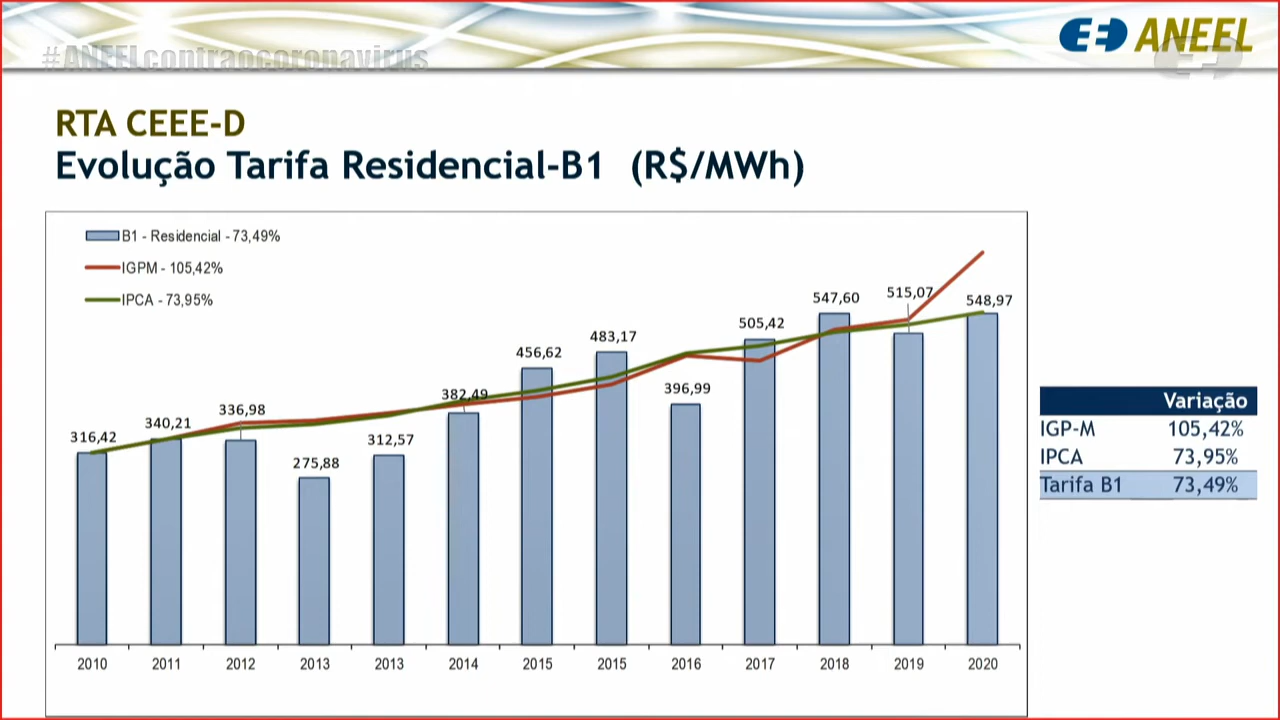 #ANEELcontraocoronavirus
ANEEL
RTA CEEE-D
Evolução Tarifa Residencial-B1 (R$/MWh)
B1 - Residencial - 73,49%
IGPM - 105,42%
IPCA - 73,95%
316,42
340,21
336,98
275,88
312,57
382,49
456,62
483,17
396,99
505,42
547,60
515,07
548,97
2010 2011 2012 2013 2013 2014 2015 2015 2016 2017 2018 2019 2020
Variação
IGP-M 105,42%
IPCA 73,95%
Tarifa B1 73,49%